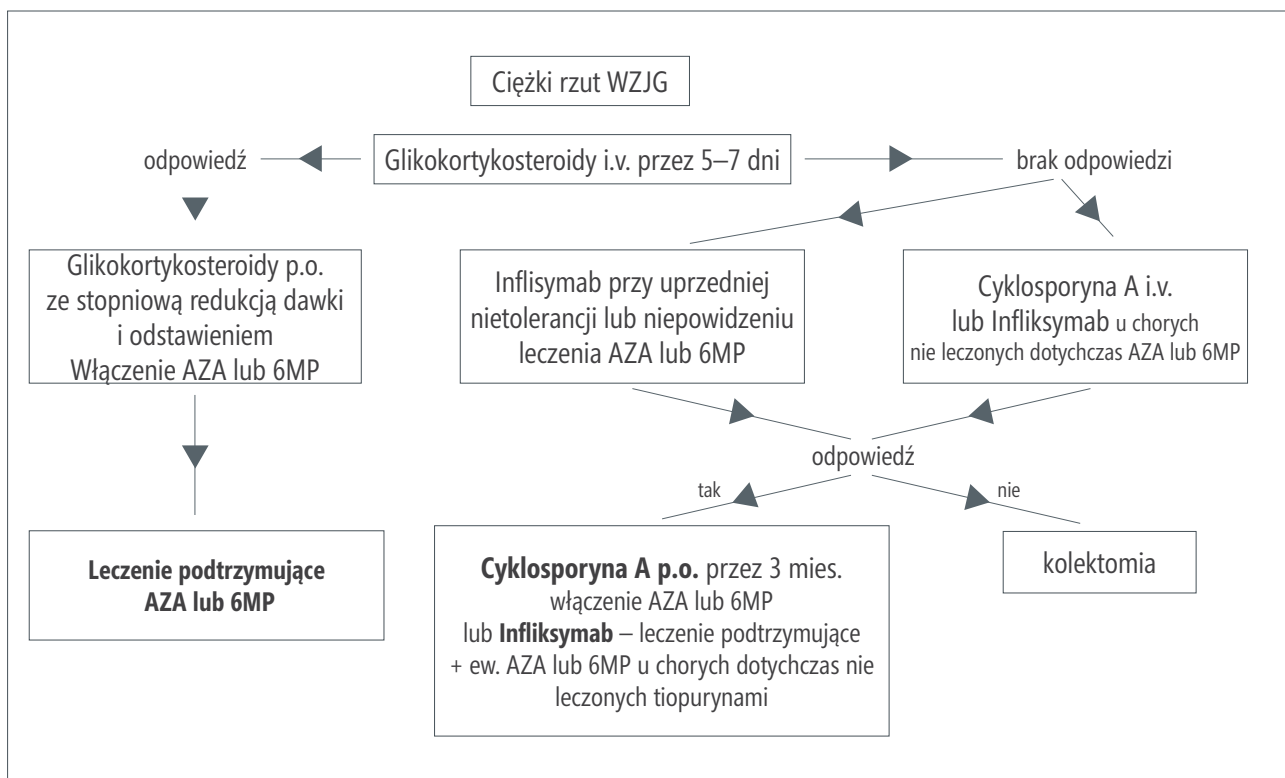 Ciężki rzut WZJG
odpowiedź
Glikokortykosteroidy i.v. przez 5–7 dni
brak odpowiedzi
Glikokortykosteroidy p.o.
ze stopniową redukcją dawki
i odstawieniem
Włączenie AZA lub 6MP
Inflisymab przy uprzedniej
nietolerancji lub niepowidzeniu
leczenia AZA lub 6MP
Cyklosporyna A i.v.
lub Infliksymab u chorych
nie leczonych dotychczas AZA lub 6MP
odpowiedź
tak
nie
Leczenie podtrzymujące
AZA lub 6MP
Cyklosporyna A p.o. przez 3 mies.
włączenie AZA lub 6MP
lub Infliksymab – leczenie podtrzymujące
+ ew. AZA lub 6MP u chorych dotychczas nie
leczonych tiopurynami
kolektomia